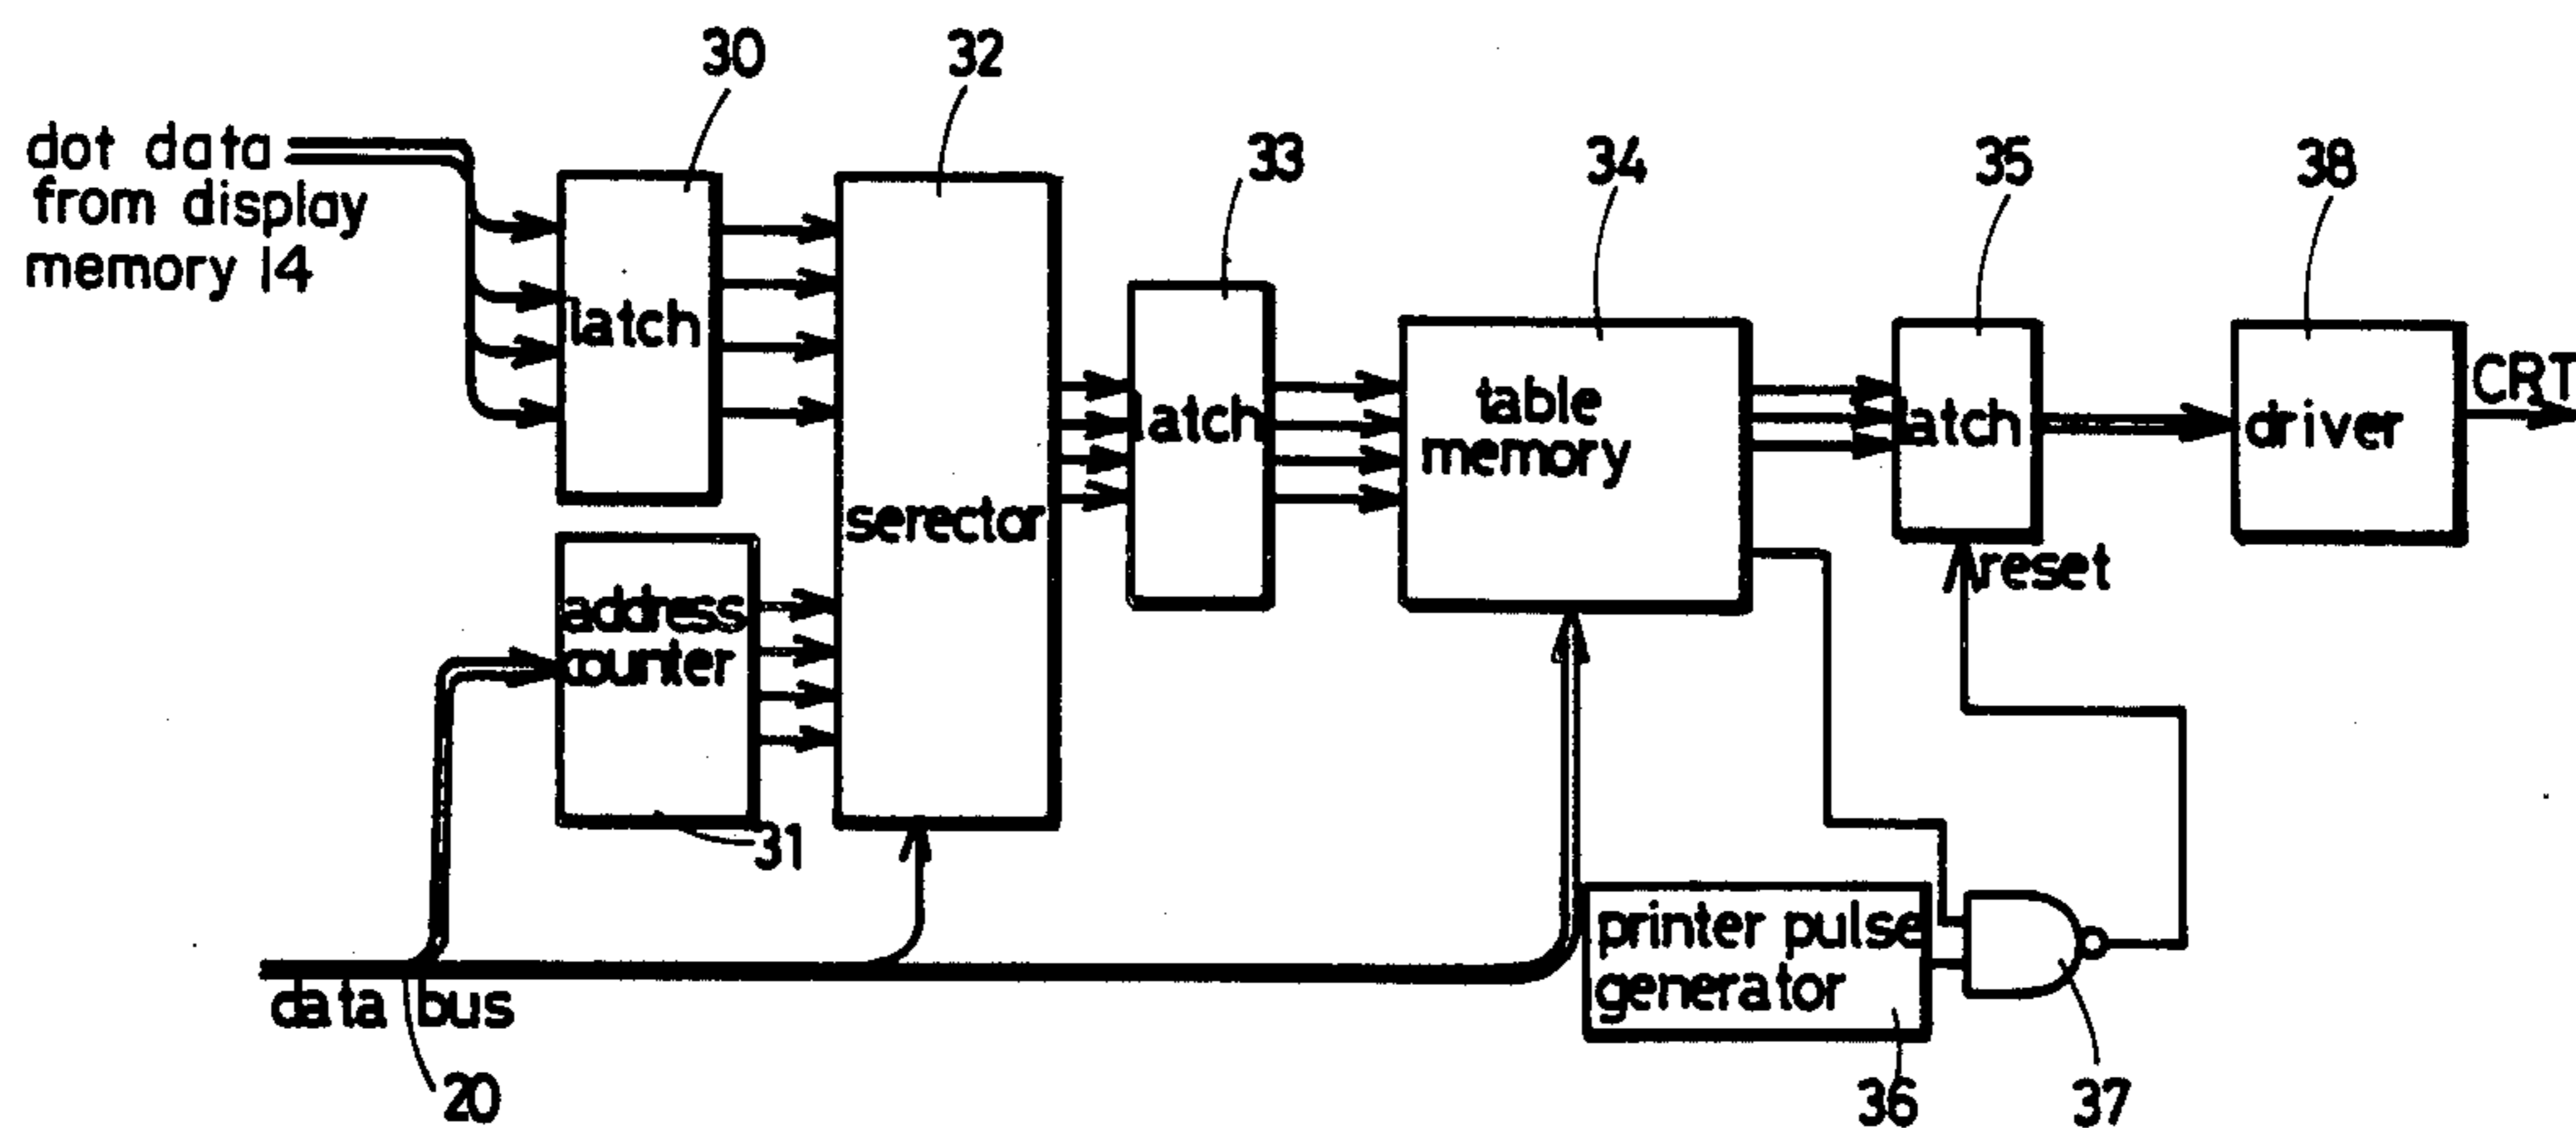 30
32
33
34
35
38
dot data
from display
memory 14
latch
serector
latch
table
memory
latch
driver
CRT
reset
address
counter
31
printer pulse
generator
data bus
20
36
37